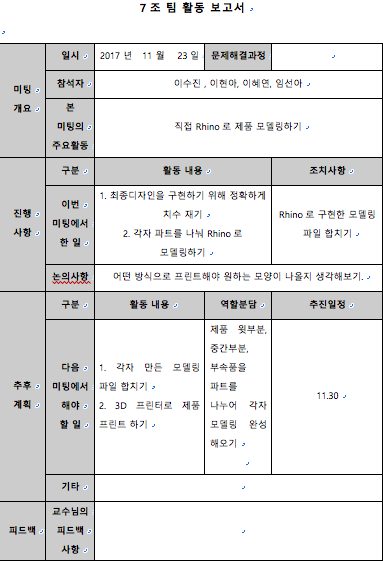 7 조 팀 활동 보고서
미팅
개요
일시
2017 년 11 월 23 일
문제해결과정
참석자
이수진 , 이현아, 이혜연, 임선아
본
미팅의
주요활동
직접 Rhino 로 제품 모델링하기
진행
사항
구분
활동 내용
조치사항
이번
미팅에서
한 일
1. 최종디자인을 구현하기 위해 정확하게
치수 재기
2. 각자 파트를 나눠 Rhino 로
모델링하기
Rhino 로 구현한 모델링
파일 합치기
논의사항
어떤 방식으로 프린트해야 원하는 모양이 나올지 생각해보기.
추후
계획
구분
활동 내용
역할분담
추진일정
다음
미팅에서
해야
할 일
1. 각자 만든 모델링
파일 합치기
2. 3D 프린터로 제품
프린트 하기
제품 윗부분,
중간부분,
부속품을
파트를
나누어 각자
모델링 완성
해오기
11.30
기타
피드백
교수님의
피드백
사항